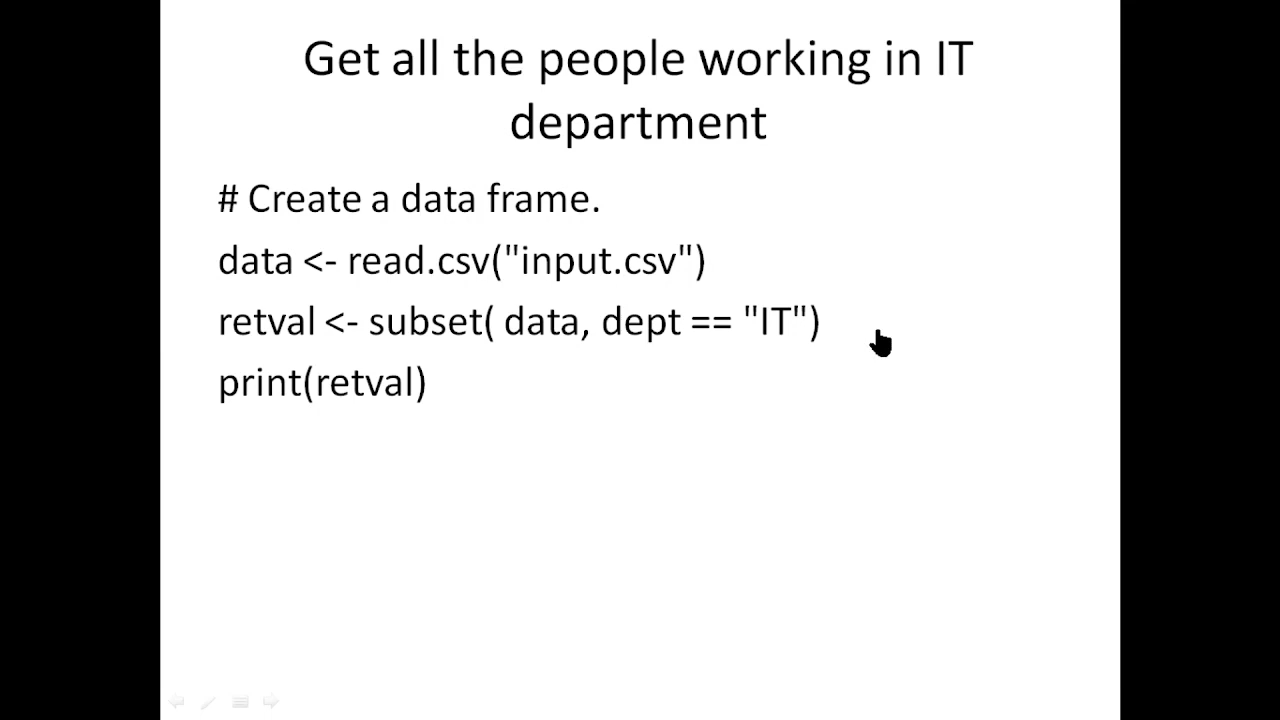 Get all the people working in IT
department
# Create a data frame.
data <- read.csv("input.csv")
retval <- subset( data, dept == "IT")
print(retval)